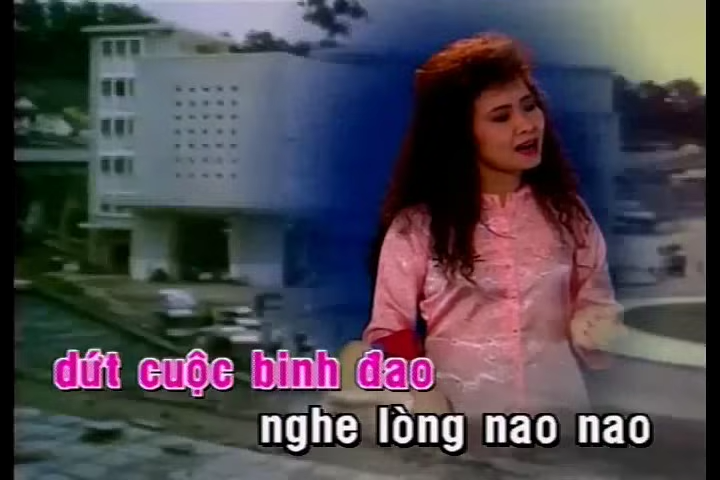 dứt cuộc binh đao
nghe lòng nao nao